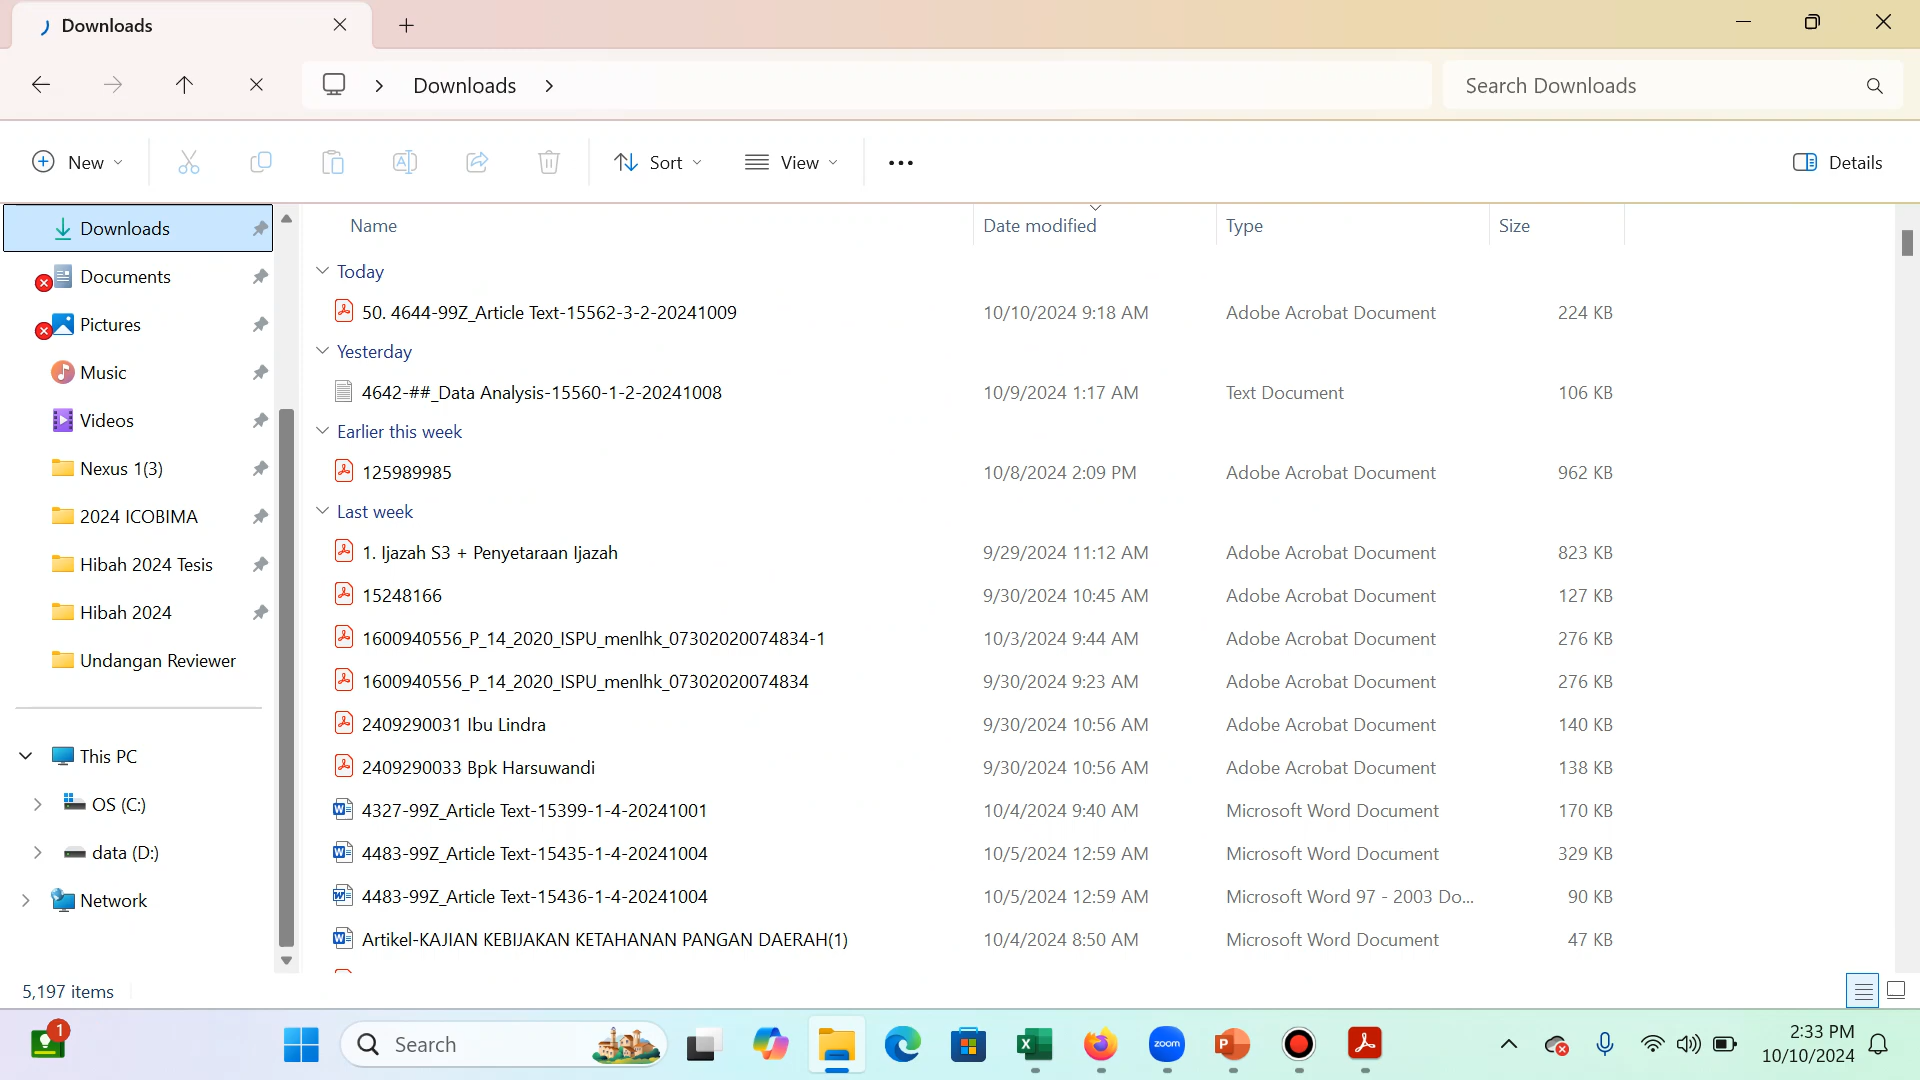 Downloads
Downloads
Search Downloads
New
Sort
View
Details
Downloads
Documents
Pictures
Music
Videos
Nexus 1(3)
2024 ICOBIMA
Hibah 2024 Tesis
Hibah 2024
Undangan Reviewer
This PC
OS (C:)
data (D:)
Network
Name Date modified Type Size
Today
50. 4644-99Z_Article Text-15562-3-2-20241009 10/10/2024 9:18 AM Adobe Acrobat Document 224 KB
Yesterday
4642-##_Data Analysis-15560-1-2-20241008 10/9/2024 1:17 AM Text Document 106 KB
Earlier this week
125989985 10/8/2024 2:09 PM Adobe Acrobat Document 962 KB
Last week
1. Ijazah S3 + Penyetaraan Ijazah 9/29/2024 11:12 AM Adobe Acrobat Document 823 KB
15248166 9/30/2024 10:45 AM Adobe Acrobat Document 127 KB
1600940556_P_14_2020_ISPU_menlhk_07302020074834-1 10/3/2024 9:44 AM Adobe Acrobat Document 276 KB
1600940556_P_14_2020_ISPU_menlhk_07302020074834 9/30/2024 9:23 AM Adobe Acrobat Document 276 KB
2409290031 Ibu Lindra 9/30/2024 10:56 AM Adobe Acrobat Document 140 KB
2409290033 Bpk Harsuwandi 9/30/2024 10:56 AM Adobe Acrobat Document 138 KB
4327-99Z_Article Text-15399-1-4-20241001 10/4/2024 9:40 AM Microsoft Word Document 170 KB
4483-99Z_Article Text-15435-1-4-20241004 10/5/2024 12:59 AM Microsoft Word Document 329 KB
4483-99Z_Article Text-15436-1-4-20241004 10/5/2024 12:59 AM Microsoft Word 97 - 2003 Do... 90 KB
Artikel-KAJIAN KEBIJAKAN KETAHANAN PANGAN DAERAH(1) 10/4/2024 8:50 AM Microsoft Word Document 47 KB
5,197 items
1
Search
zoom
2:33 PM
10/10/2024